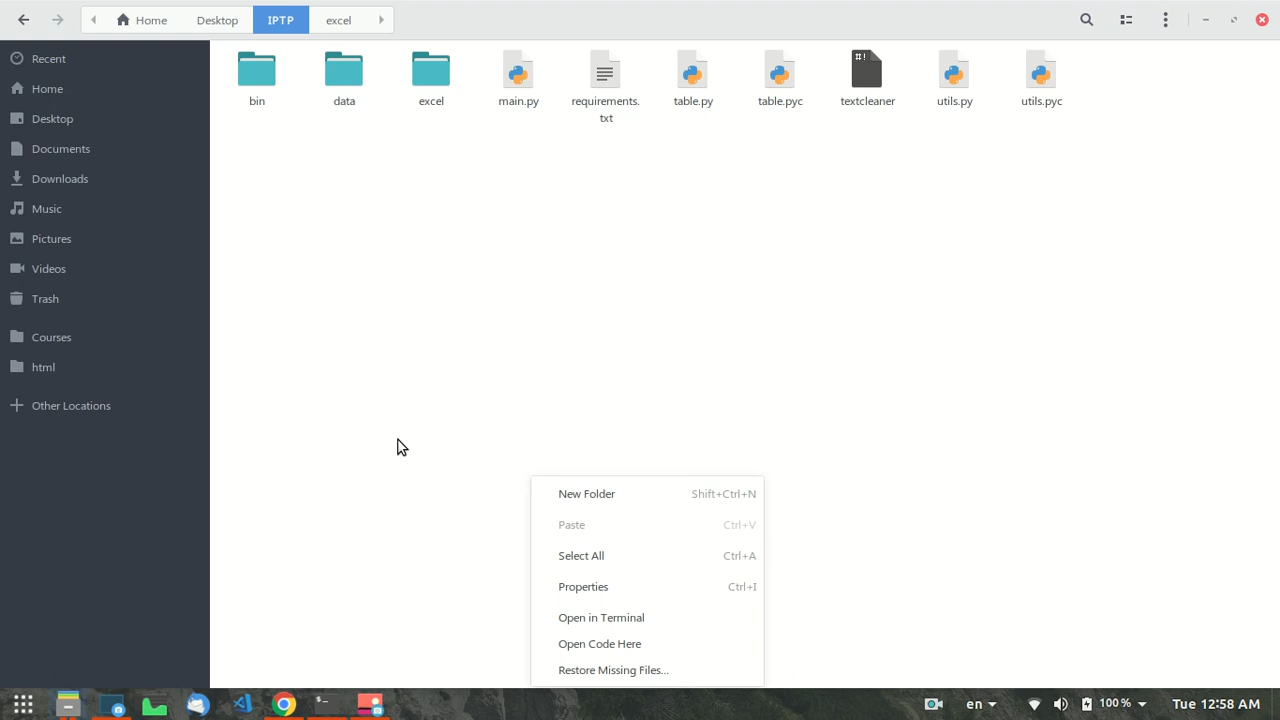 Home Desktop IPTP excel
Recent
Home
Desktop
Documents
Downloads
Music
Pictures
Videos
Trash
Courses
html
Other Locations
bin data excel main.py requirements. table.py table.pyc textcleaner utils.py utils.pyc
txt
#!
New Folder Shift+Ctrl+N
Paste Ctrl+V
Select All Ctrl+A
Properties Ctrl+I
Open in Terminal
Open Code Here
Restore Missing Files...
en 100% Tue 12:58 AM